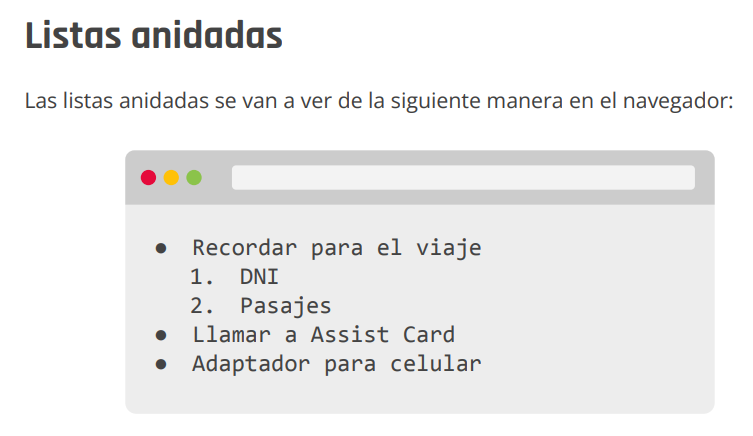 Listas anidadas
Las listas anidadas se van a ver de la siguiente manera en el navegador:
● Recordar para el viaje
1. DNI
2. Pasajes
● Llamar a Assist Card
● Adaptador para celular